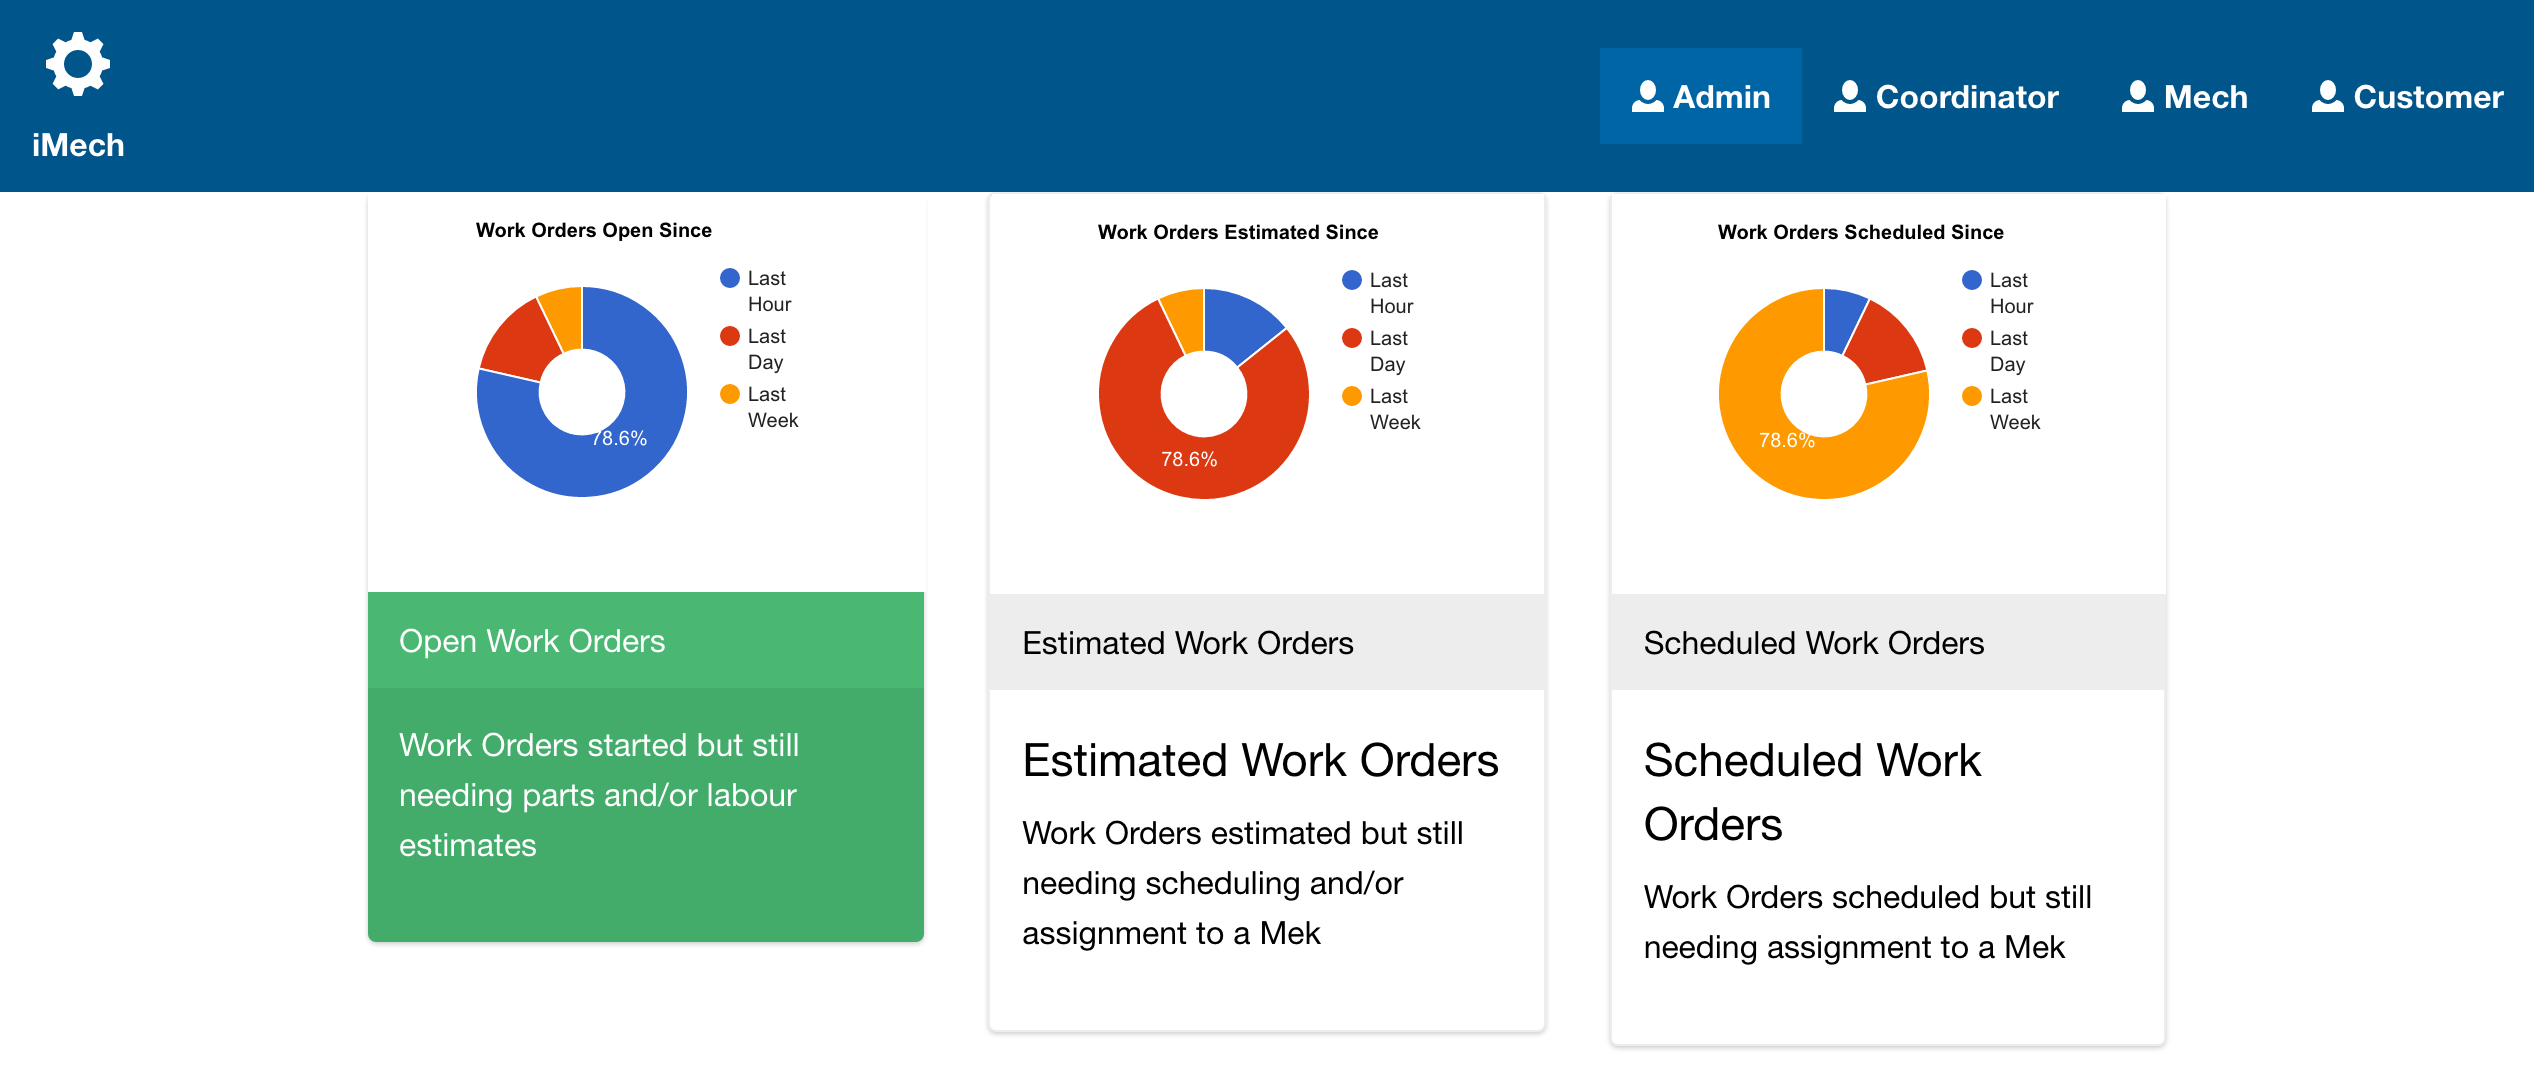 iMech
Admin
Coordinator
Mech
Customer
Work Orders Open Since
Last
Hour
Last
Day
Last
Week
78.6%
Open Work Orders
Work Orders started but still
needing parts and/or labour
estimates
Work Orders Estimated Since
Last
Hour
Last
Day
Last
Week
78.6%
Estimated Work Orders
Estimated Work Orders
Work Orders estimated but still
needing scheduling and/or
assignment to a Mek
Work Orders Scheduled Since
Last
Hour
Last
Day
Last
Week
78.6%
Scheduled Work Orders
Scheduled Work
Orders
Work Orders scheduled but still
needing assignment to a Mek